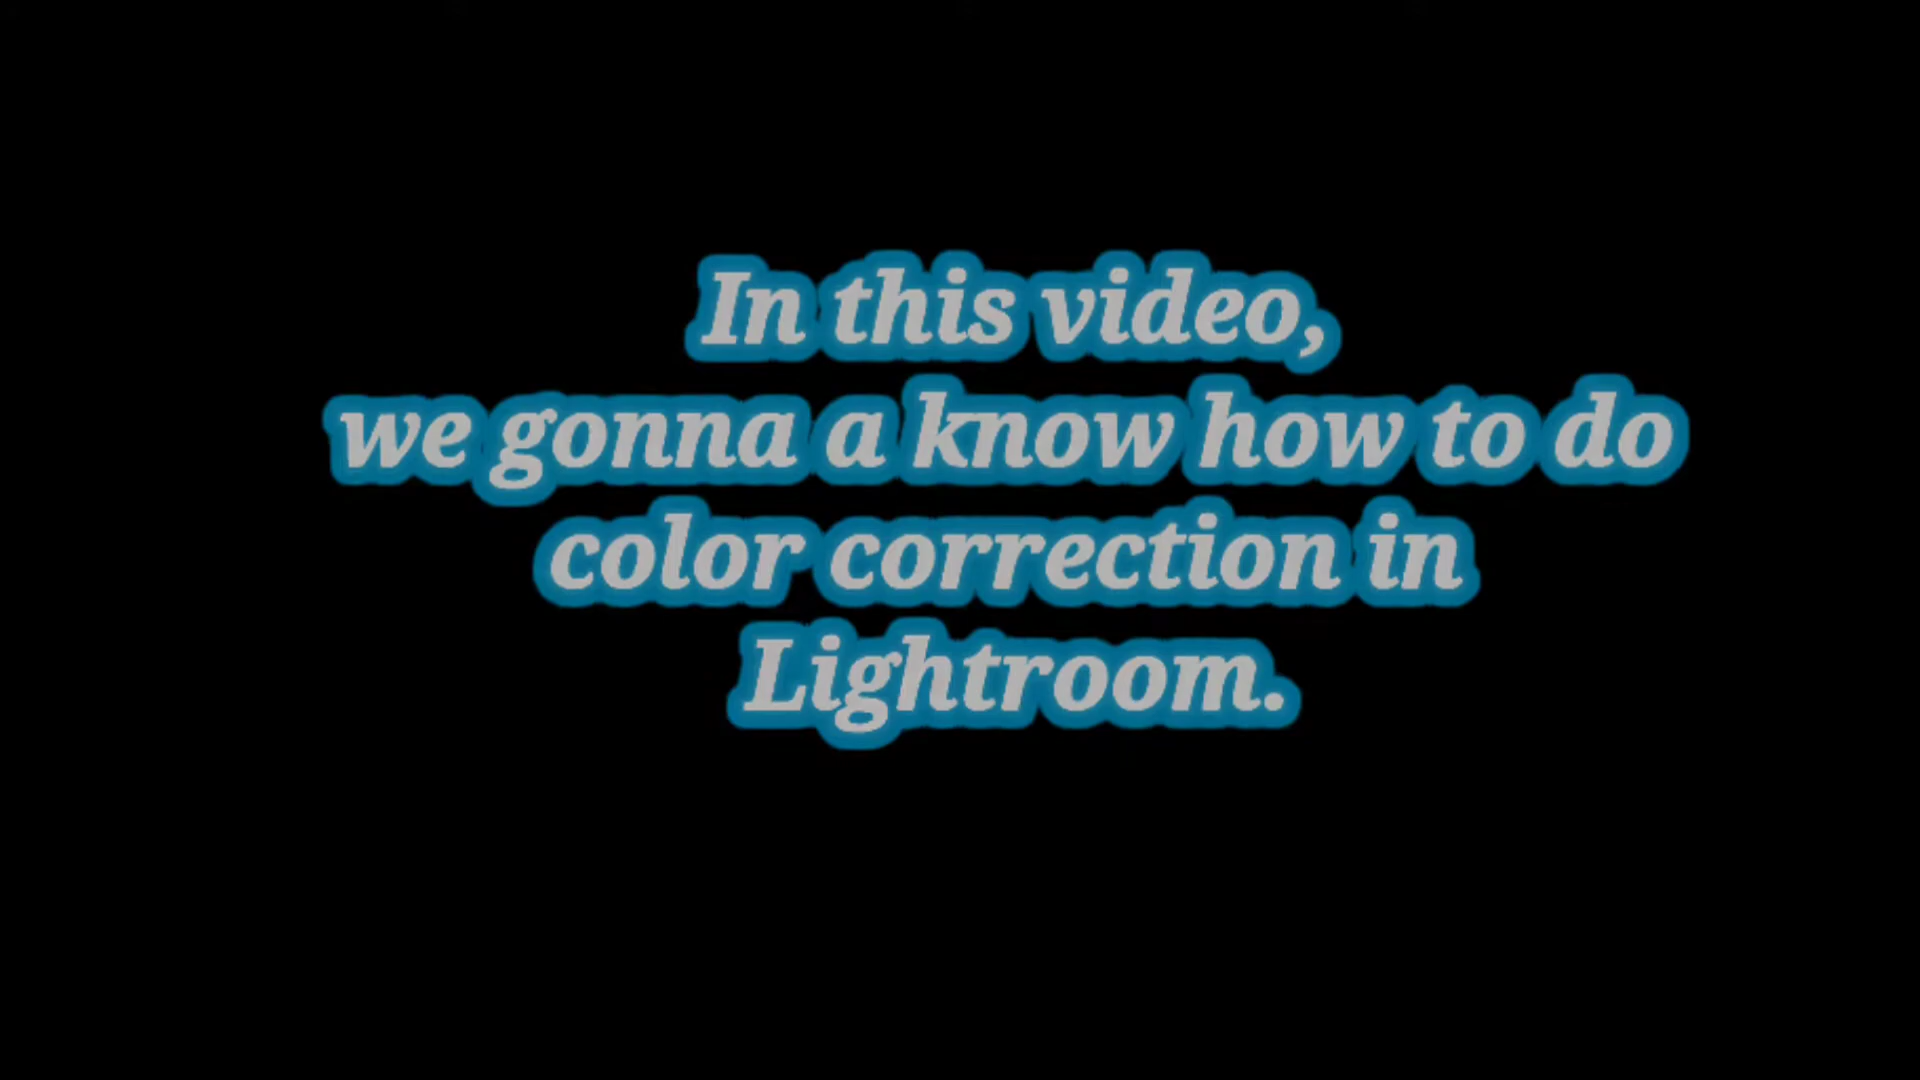 In this video,
we gonna a know how to do
color correction in
Lightroom.